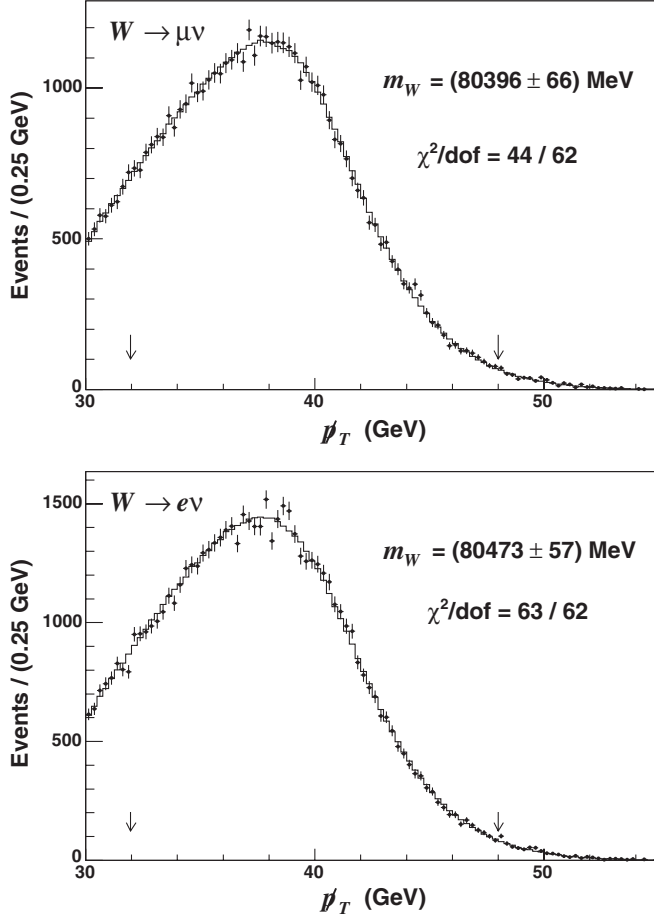 W → μν
m_W = (80396 ± 66) MeV
χ²/dof = 44 / 62
Events / (0.25 GeV)
1000
500
0
30 40 50
p̸_T (GeV)
W → eν
m_W = (80473 ± 57) MeV
χ²/dof = 63 / 62
Events / (0.25 GeV)
1500
1000
500
0
30 40 50
p̸_T (GeV)